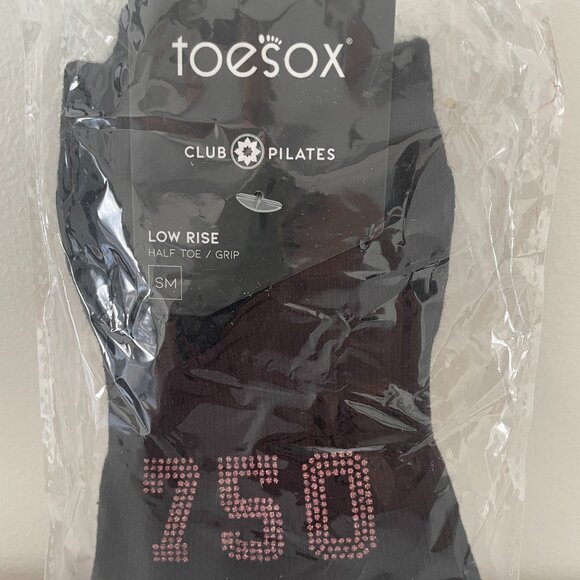 toesox®
CLUB PILATES
LOW RISE
HALF TOE / GRIP
SM
750